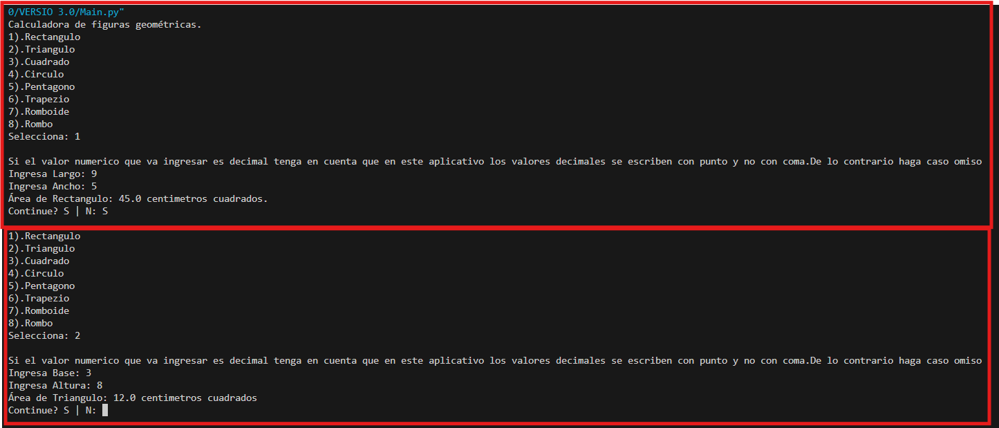 0/VERSIO 3.0/Main.py"
Calculadora de figuras geométricas.
1).Rectangulo
2).Triangulo
3).Cuadrado
4).Circulo
5).Pentagono
6).Trapezio
7).Romboide
8).Rombo
Selecciona: 1
Si el valor numerico que va ingresar es decimal tenga en cuenta que en este aplicativo los valores decimales se escriben con punto y no con coma.De lo contrario haga caso omiso
Ingresa Largo: 9
Ingresa Ancho: 5
Área de Rectangulo: 45.0 centimetros cuadrados.
Continue? S | N: S
1).Rectangulo
2).Triangulo
3).Cuadrado
4).Circulo
5).Pentagono
6).Trapezio
7).Romboide
8).Rombo
Selecciona: 2
Si el valor numerico que va ingresar es decimal tenga en cuenta que en este aplicativo los valores decimales se escriben con punto y no con coma.De lo contrario haga caso omiso
Ingresa Base: 3
Ingresa Altura: 8
Área de Triangulo: 12.0 centimetros cuadrados
Continue? S | N: